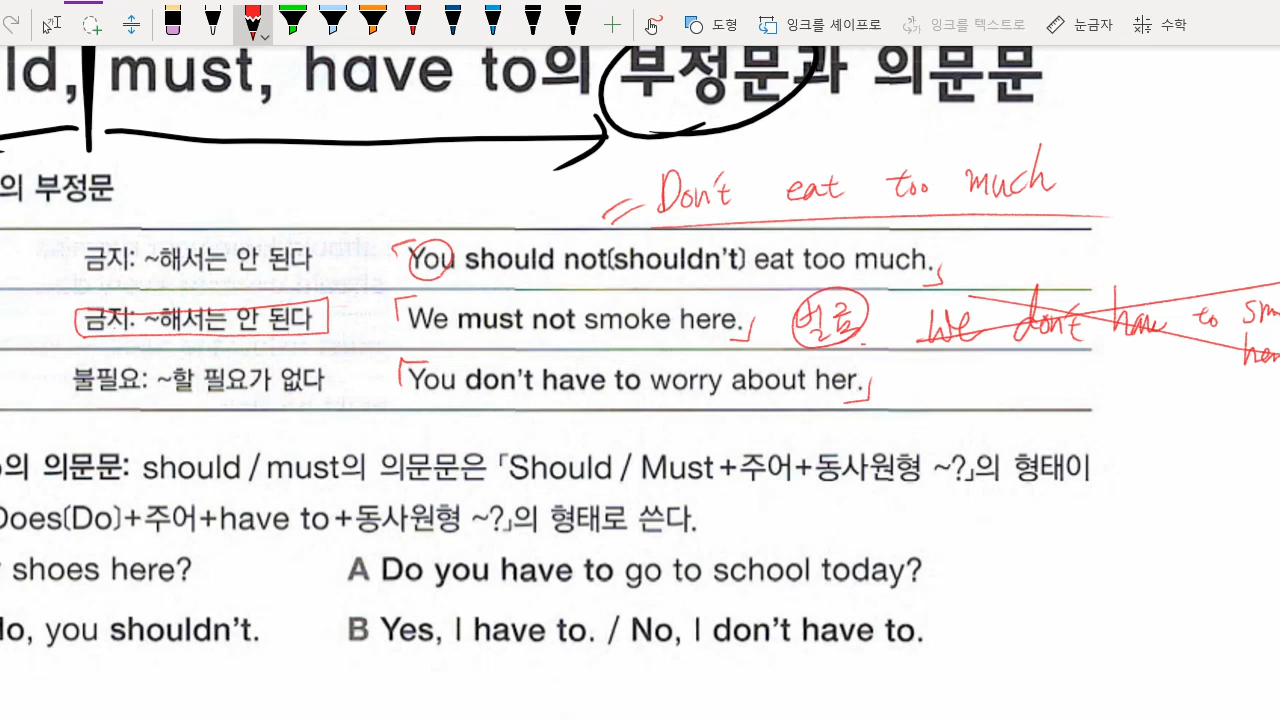 도형 잉크를 셰이프로 잉크를 텍스트로 눈금자 수학
ld, must, have to의 부정문과 의문문
의 부정문
= Don't eat too much
금지: ~해서는 안 된다 「You should not(shouldn't) eat too much.」
금지: ~해서는 안 된다 「We must not smoke here.」 벌금. We don't have to
불필요: ~할 필요가 없다 「You don't have to worry about her.」
의 의문문: should / must의 의문문은 「Should / Must+주어+동사원형 ~?」의 형태이
Does(Do)+주어+have to+동사원형 ~?」의 형태로 쓴다.
shoes here? A Do you have to go to school today?
lo, you shouldn't. B Yes, I have to. / No, I don't have to.